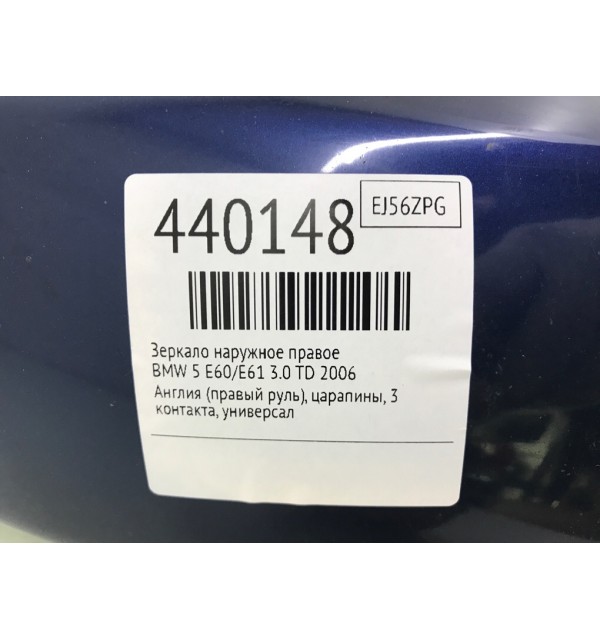 440148
EJ56ZPG
Зеркало наружное правое
BMW 5 E60/E61 3.0 TD 2006
Англия (правый руль), царапины, 3
контакта, универсал